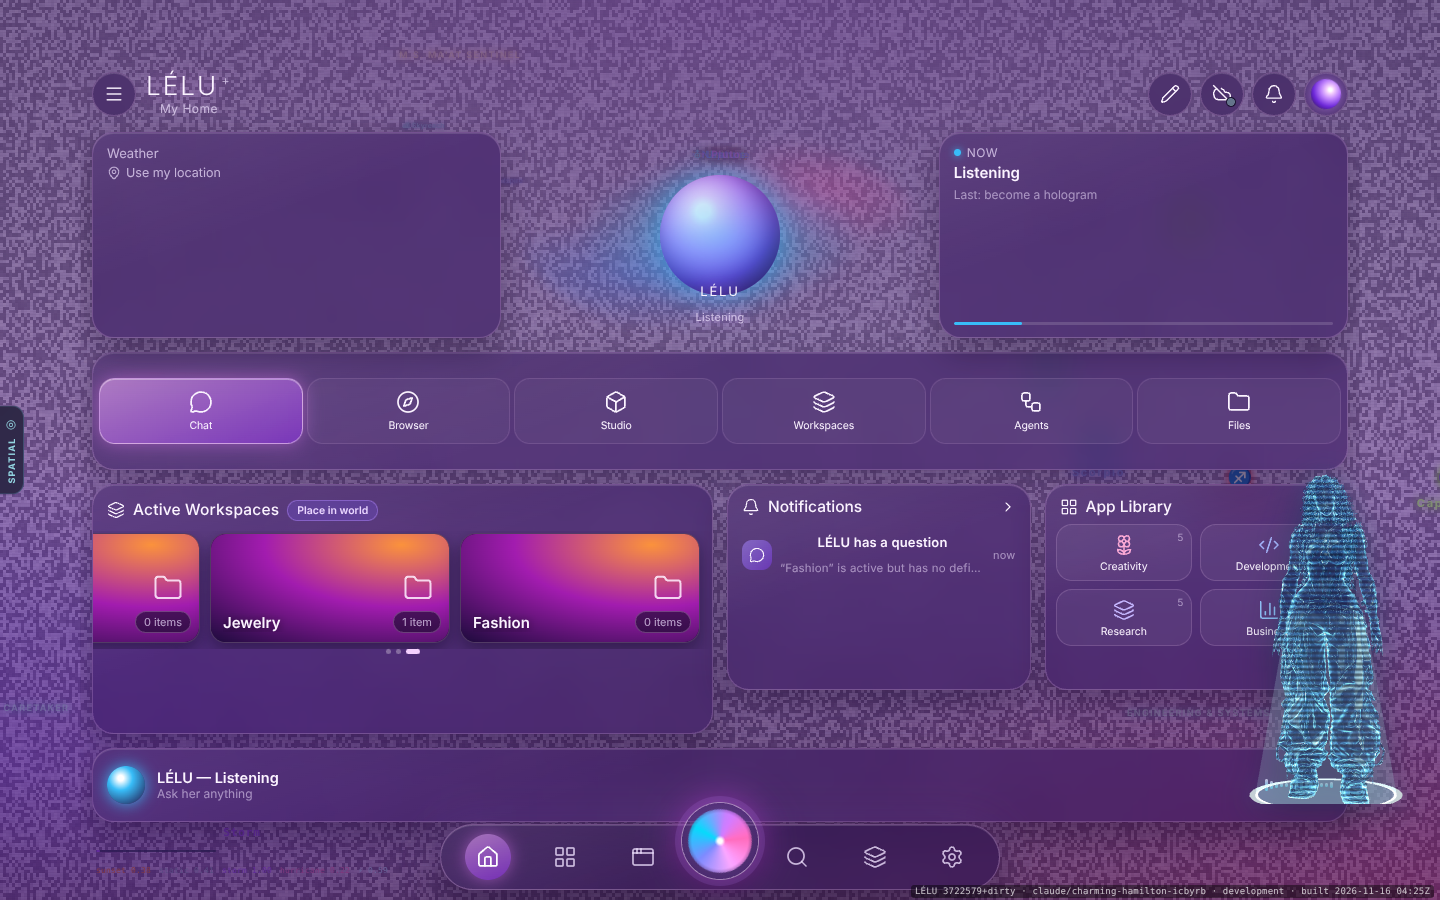 LÉLU +
My Home
Weather
Use my location
LÉLU
Listening
NOW
Listening
Last: become a hologram
SPATIAL
Chat
Browser
Studio
Workspaces
Agents
Files
Active Workspaces
Place in world
0 items
Jewelry
1 item
Fashion
0 items
Notifications
LÉLU has a question
“Fashion” is active but has no defi...
now
App Library
Creativity
5
Research
5
LÉLU — Listening
Ask her anything
LÉLU 3722579+dirty · claude/charming-hamilton-icbyrb · development · built 2026-11-16 04:25Z